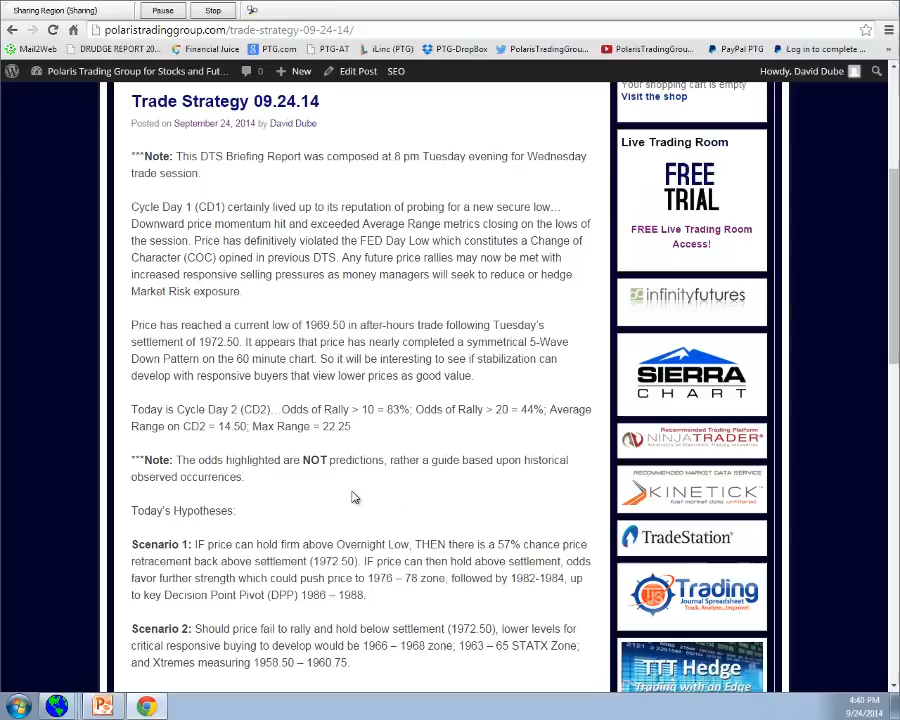 Sharing Region (Sharing)
Pause
Stop
polaristradinggroup.com/trade-strategy-09-24-14/
Mail2Web
DRUDGE REPORT 20...
Financial Juice
PTG.com
PTG-AT
iLinc (PTG)
PTG-DropBox
PolarisTradingGrou...
PolarisTradingGrou...
PayPal PTG
Log in to complete ...
Polaris Trading Group for Stocks and Fut...
0
New
Edit Post
SEO
Howdy, David Dube
Trade Strategy 09.24.14
Posted on September 24, 2014 by David Dube
***Note: This DTS Briefing Report was composed at 8 pm Tuesday evening for Wednesday
trade session.
Cycle Day 1 (CD1) certainly lived up to its reputation of probing for a new secure low...
Downward price momentum hit and exceeded Average Range metrics closing on the lows of
the session. Price has definitively violated the FED Day Low which constitutes a Change of
Character (COC) opined in previous DTS. Any future price rallies may now be met with
increased responsive selling pressures as money managers will seek to reduce or hedge
Market Risk exposure.
Price has reached a current low of 1969.50 in after-hours trade following Tuesday's
settlement of 1972.50. It appears that price has nearly completed a symmetrical 5-Wave
Down Pattern on the 60 minute chart. So it will be interesting to see if stabilization can
develop with responsive buyers that view lower prices as good value.
Today is Cycle Day 2 (CD2)...Odds of Rally > 10 = 83%; Odds of Rally > 20 = 44%; Average
Range on CD2 = 14.50; Max Range = 22.25
***Note: The odds highlighted are NOT predictions, rather a guide based upon historical
observed occurrences.
Today's Hypotheses:
Scenario 1: IF price can hold firm above Overnight Low, THEN there is a 57% chance price
retracement back above settlement (1972.50). IF price can then hold above settlement, odds
favor further strength which could push price to 1976 – 78 zone, followed by 1982-1984, up
to key Decision Point Pivot (DPP) 1986 – 1988.
Scenario 2: Should price fail to rally and hold below settlement (1972.50), lower levels for
critical responsive buying to develop would be 1966 – 1968 zone; 1963 – 65 STATX Zone;
and Xtremes measuring 1958.50 – 1960.75.
Your shopping cart is empty
Visit the shop
Live Trading Room
FREE
TRIAL
FREE Live Trading Room
Access!
infinityfutures
SIERRA
CHART
Recommended Trading Platform
NINJATRADER
RECOMMENDED MARKET DATA SERVICE
KINETICK
fast market data, unfiltered
TradeStation
Trading
Journal Spreadsheet
Track, Analyze...Improve!
TTT Hedge
Trading with an Edge
4:40 PM
9/24/2014